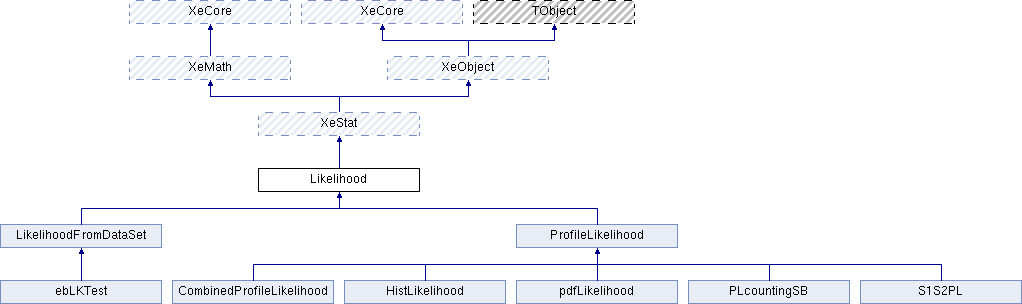 XeCore XeCore TObject
XeMath XeObject
XeStat
Likelihood
LikelihoodFromDataSet ProfileLikelihood
ebLKTest CombinedProfileLikelihood HistLikelihood pdfLikelihood PLcountingSB S1S2PL